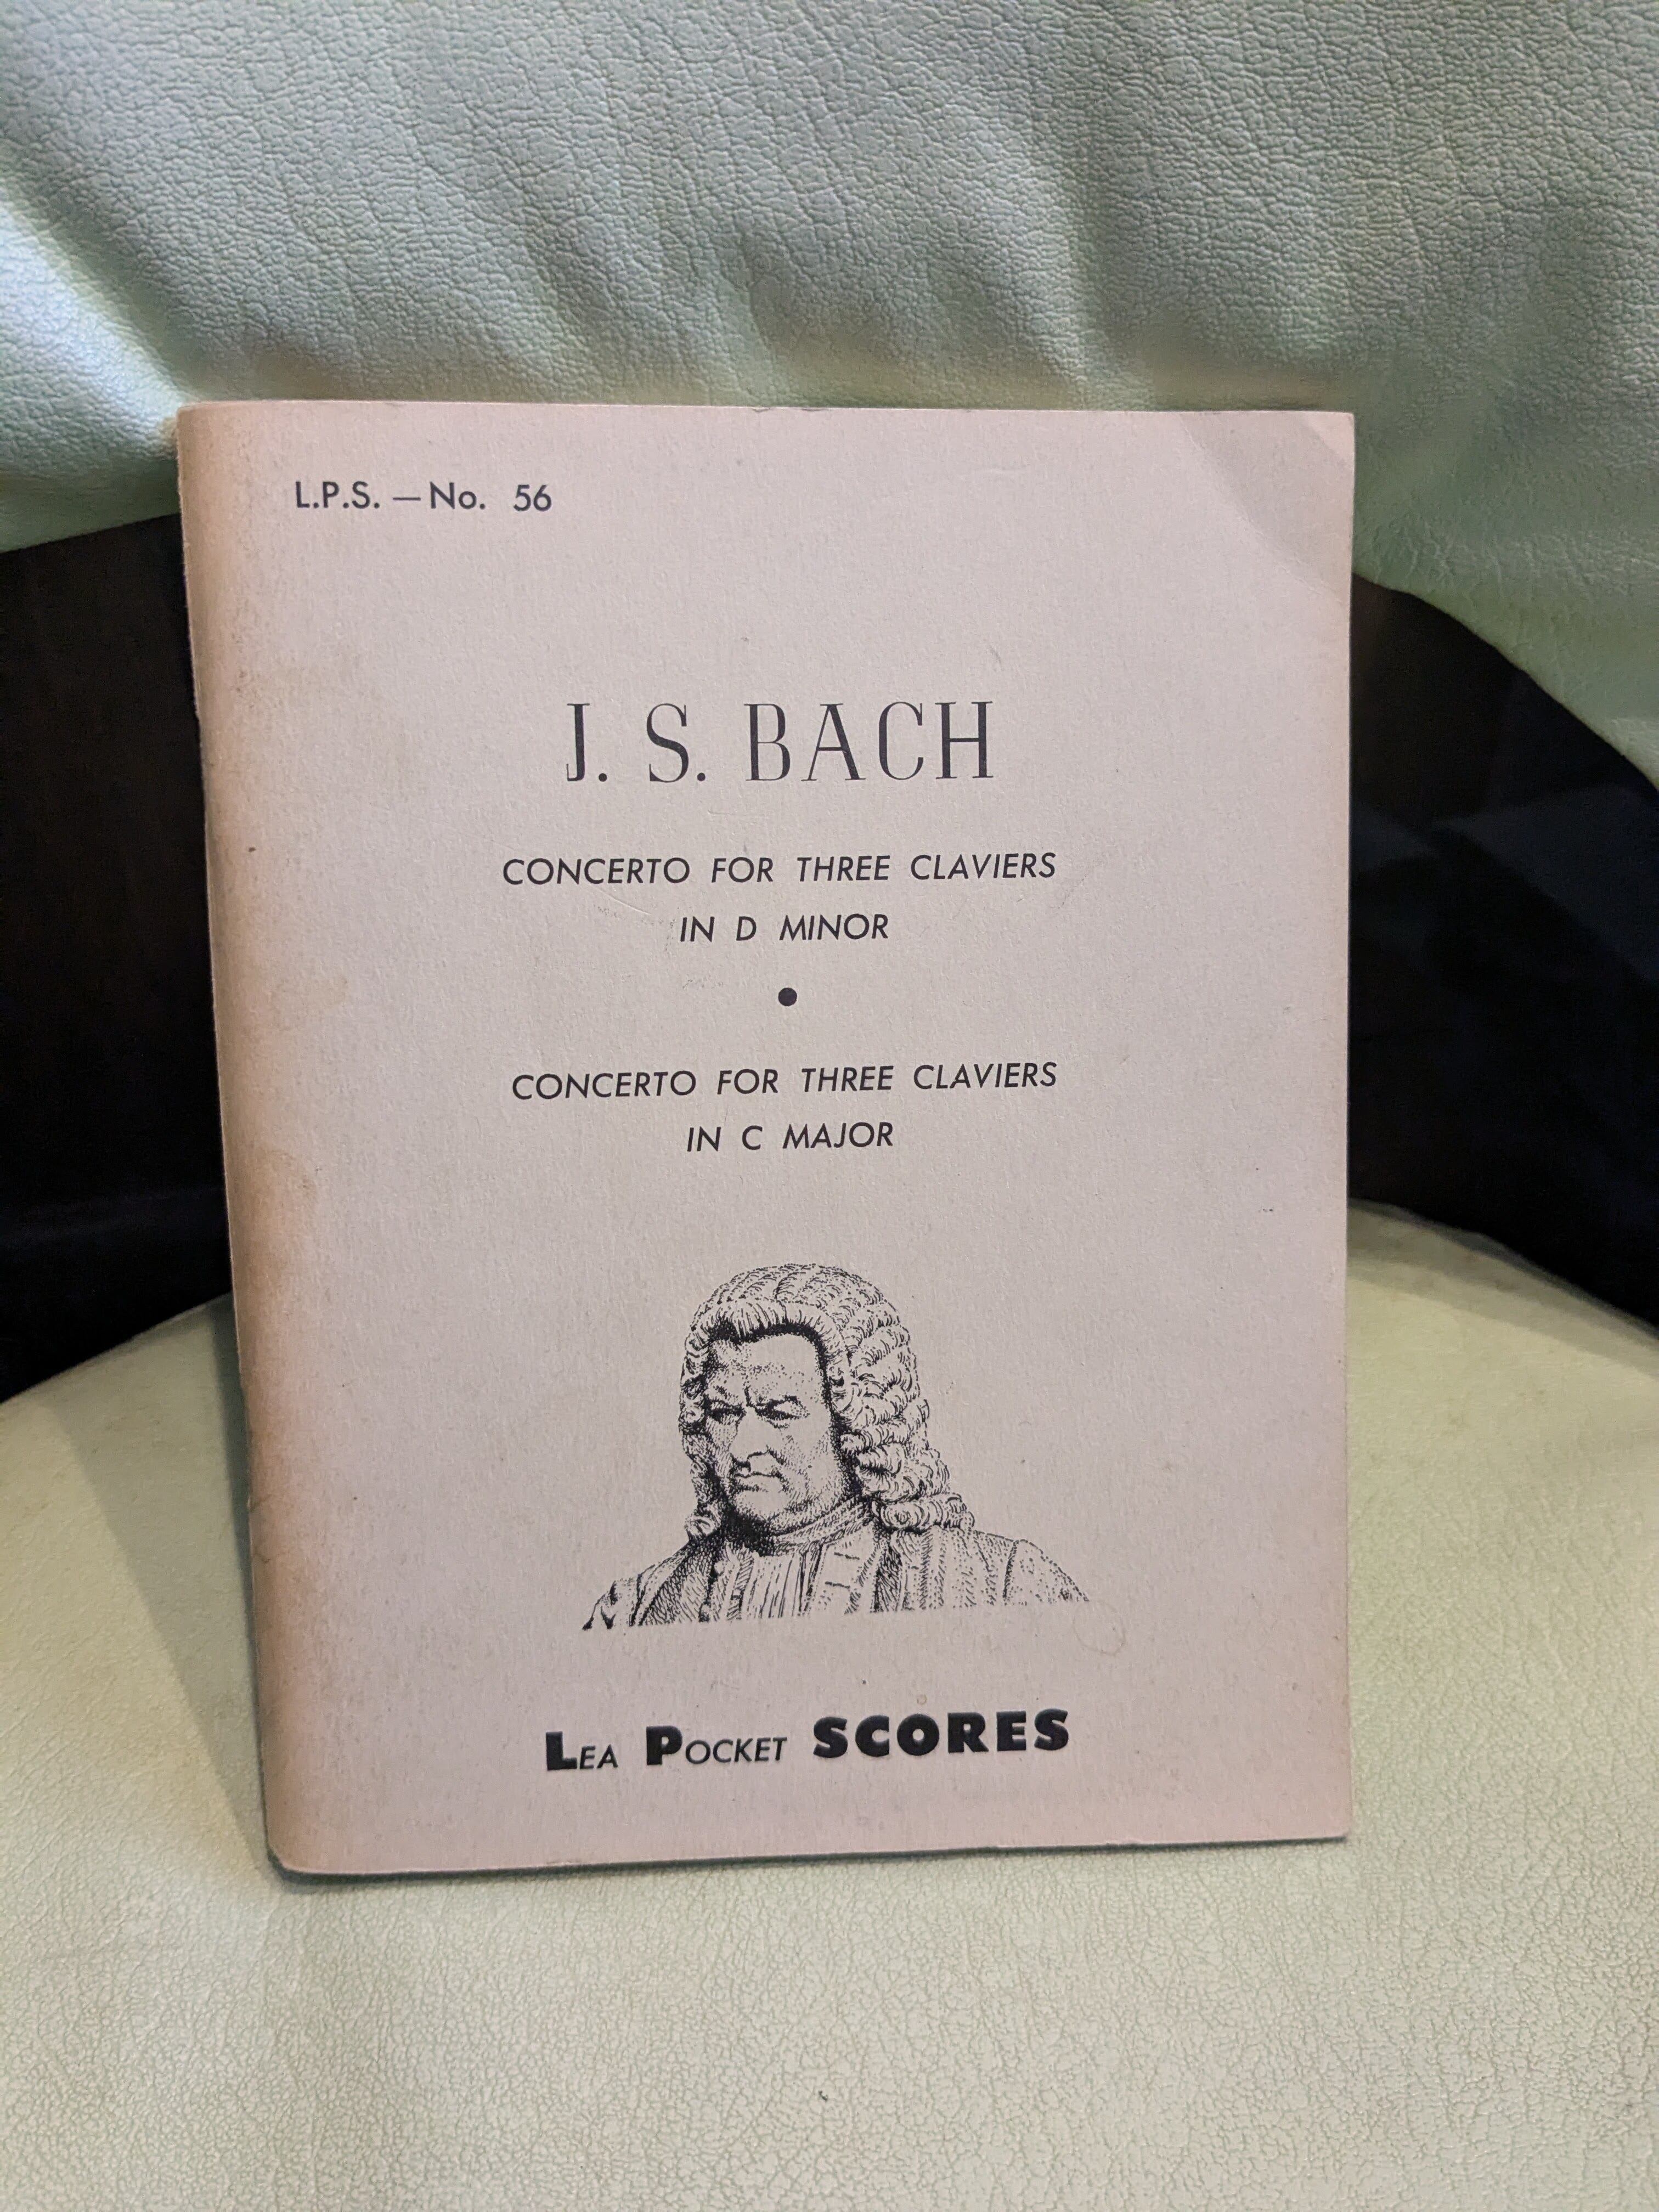 L.P.S. — No. 56
J. S. BACH
CONCERTO FOR THREE CLAVIERS
IN D MINOR
●
CONCERTO FOR THREE CLAVIERS
IN C MAJOR
LEA POCKET SCORES